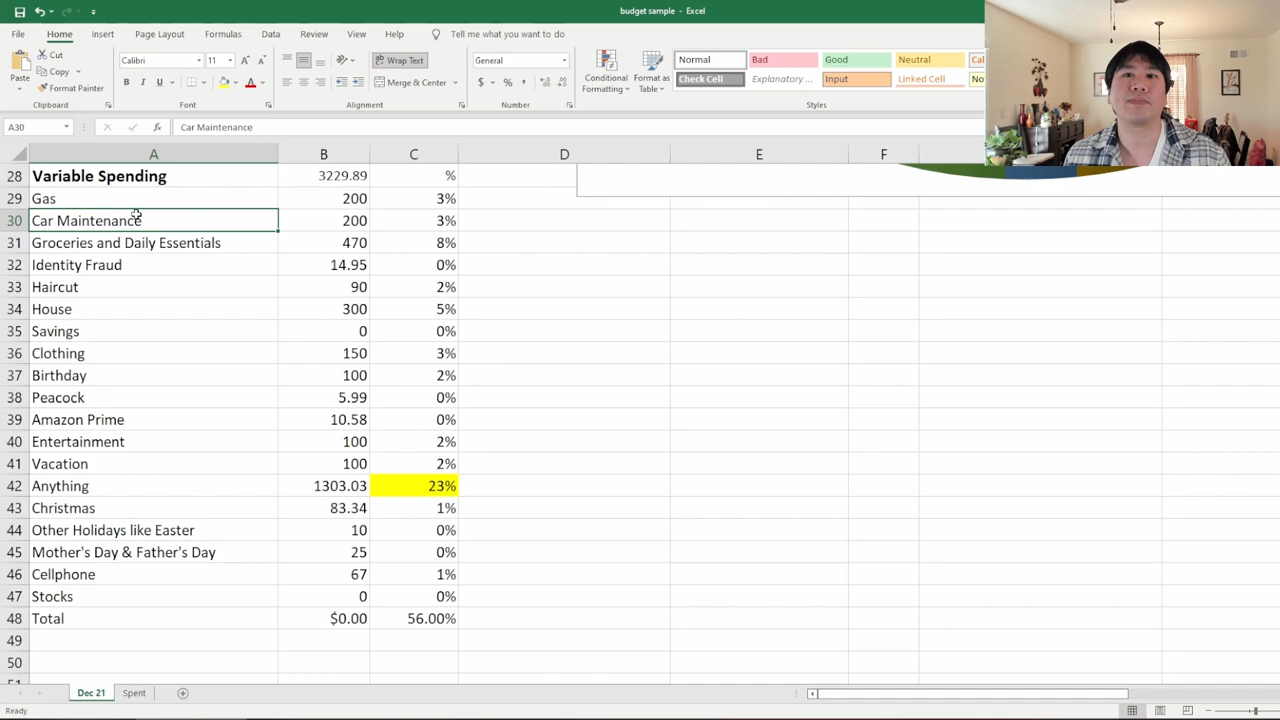 budget sample - Excel
File Home Insert Page Layout Formulas Data Review View Help Tell me what you want to do
Paste Cut Copy Format Painter Calibri 11 Wrap Text Merge & Center General Conditional Formatting Format as Table Normal Bad Good Neutral
Check Cell Explanatory ... Input Linked Cell
Clipboard Font Alignment Number Styles
A30 fx Car Maintenance
A B C D E F
28 Variable Spending 3229.89 %
29 Gas 200 3%
30 Car Maintenance 200 3%
31 Groceries and Daily Essentials 470 8%
32 Identity Fraud 14.95 0%
33 Haircut 90 2%
34 House 300 5%
35 Savings 0 0%
36 Clothing 150 3%
37 Birthday 100 2%
38 Peacock 5.99 0%
39 Amazon Prime 10.58 0%
40 Entertainment 100 2%
41 Vacation 100 2%
42 Anything 1303.03 23%
43 Christmas 83.34 1%
44 Other Holidays like Easter 10 0%
45 Mother's Day & Father's Day 25 0%
46 Cellphone 67 1%
47 Stocks 0 0%
48 Total $0.00 56.00%
49
50
Dec 21 Spent
Ready